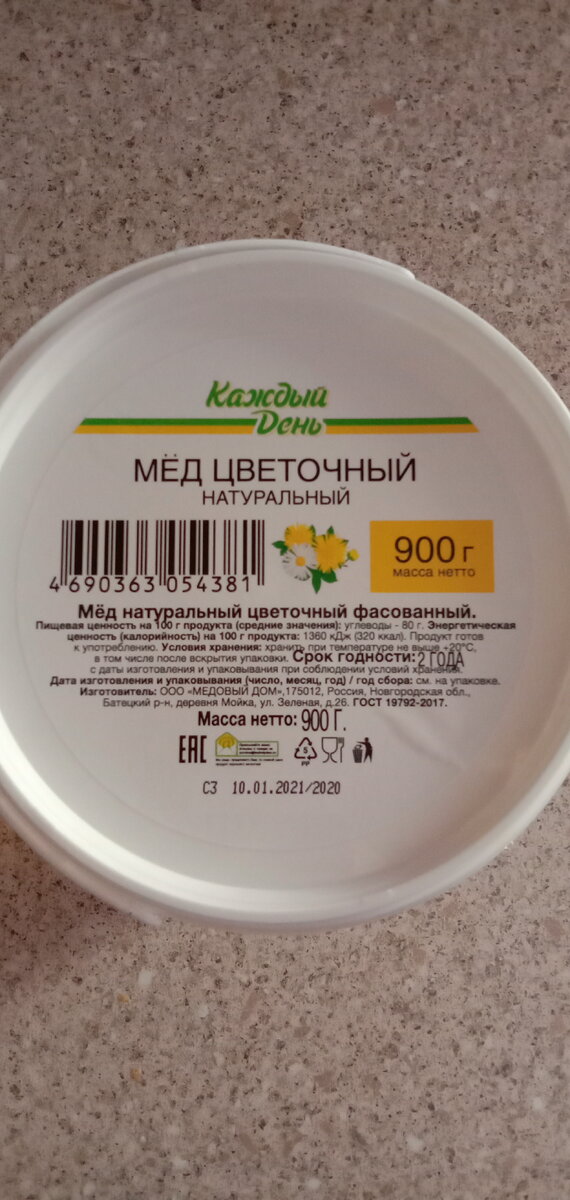 Каждый
День
МЁД ЦВЕТОЧНЫЙ
НАТУРАЛЬНЫЙ
4 690363 054381
900 г
масса нетто
Мёд натуральный цветочный фасованный.
Пищевая ценность на 100 г продукта (средние значения): углеводы - 80 г. Энергетическая
ценность (калорийность) на 100 г продукта: 1360 кДж (320 ккал). Продукт готов
к употреблению. Условия хранения: хранить при температуре не выше +20°С,
в том числе после вскрытия упаковки. Срок годности: 2 ГОДА
с даты изготовления и упаковывания при соблюдении условий хранения.
Дата изготовления и упаковывания (число, месяц, год) / год сбора: см. на упаковке.
Изготовитель: ООО «МЕДОВЫЙ ДОМ», 175012, Россия, Новгородская обл.,
Батецкий р-н, деревня Мойка, ул. Зеленая, д.26. ГОСТ 19792-2017.
Масса нетто: 900 Г.
ЕАС
5
PP
С3 10.01.2021/2020